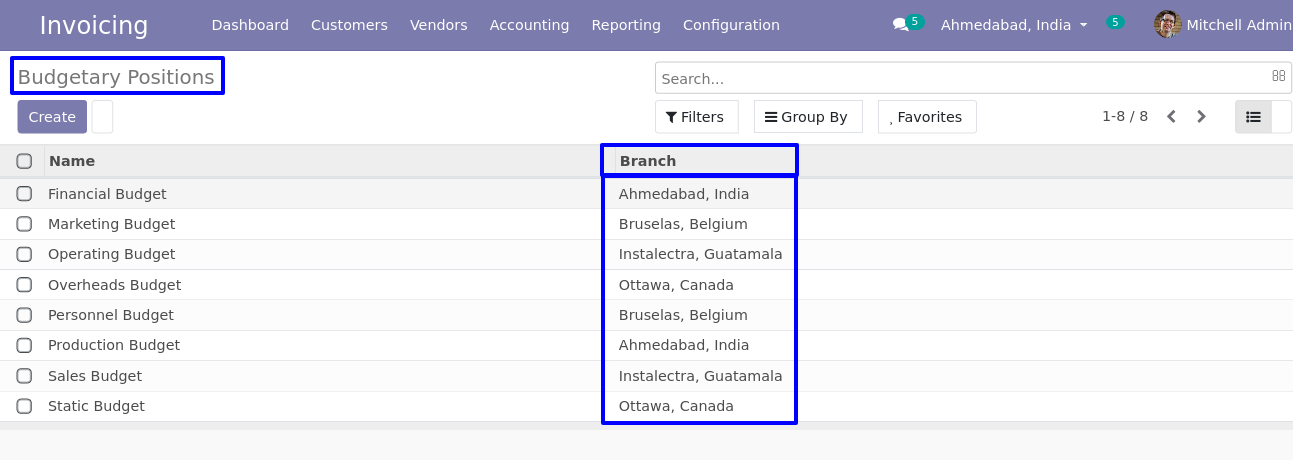 Invoicing Dashboard Customers Vendors Accounting Reporting Configuration 5 Ahmedabad, India 5 Mitchell Admin
Budgetary Positions Search...
Create Filters Group By Favorites 1-8 / 8
Name Branch
Financial Budget Ahmedabad, India
Marketing Budget Bruselas, Belgium
Operating Budget Instalectra, Guatamala
Overheads Budget Ottawa, Canada
Personnel Budget Bruselas, Belgium
Production Budget Ahmedabad, India
Sales Budget Instalectra, Guatamala
Static Budget Ottawa, Canada